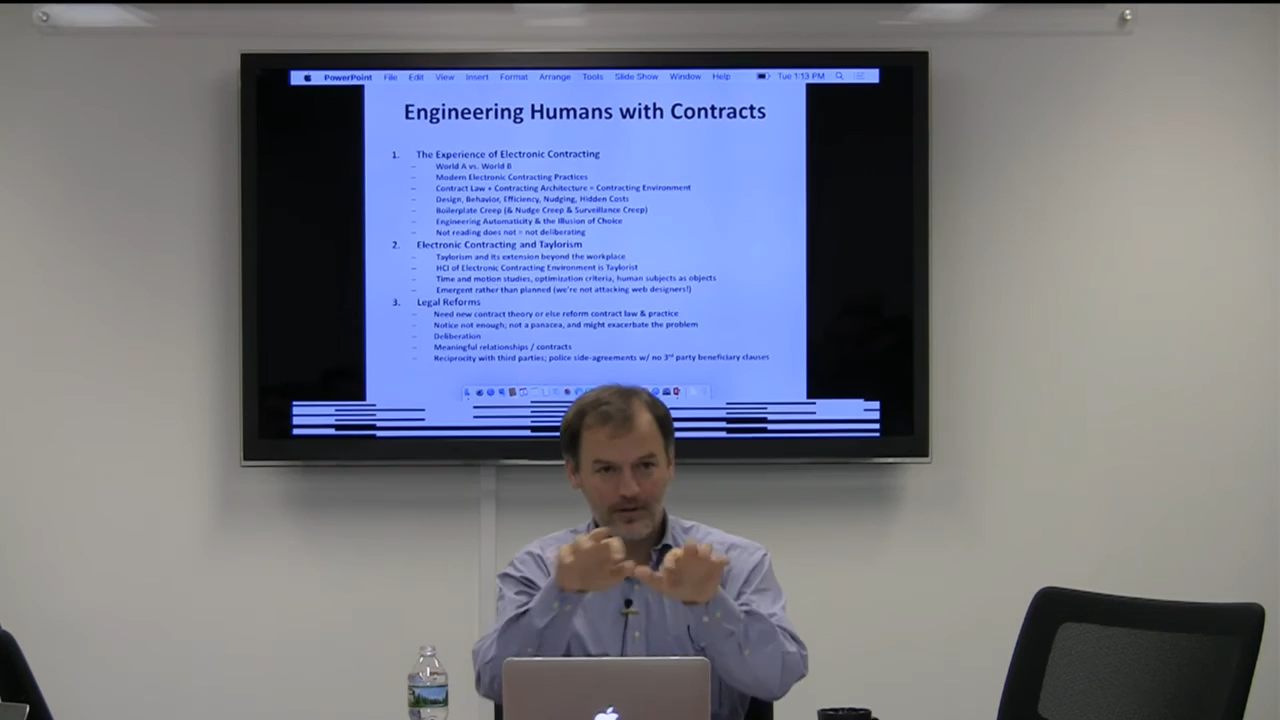 PowerPoint File Edit View Insert Format Arrange Tools Slide Show Window Help Tue 1:13 PM
Engineering Humans with Contracts
1. The Experience of Electronic Contracting
– World A vs. World B
– Modern Electronic Contracting Practices
– Contract Law + Contracting Architecture = Contracting Environment
– Design, Behavior, Efficiency, Nudging, Hidden Costs
– Boilerplate Creep (& Nudge Creep & Surveillance Creep)
– Engineering Automaticity & the Illusion of Choice
– Not reading does not = not deliberating
2. Electronic Contracting and Taylorism
– Taylorism and its extension beyond the workplace
– HCI of Electronic Contracting Environment is Taylorist
– Time and motion studies, optimization criteria, human subjects as objects
– Emergent rather than planned (we're not attacking web designers!)
3. Legal Reforms
– Need new contract theory or else reform contract law & practice
– Notice not enough; not a panacea, and might exacerbate the problem
– Deliberation
– Meaningful relationships / contracts
– Reciprocity with third parties; police side-agreements w/ no 3rd party beneficiary clauses